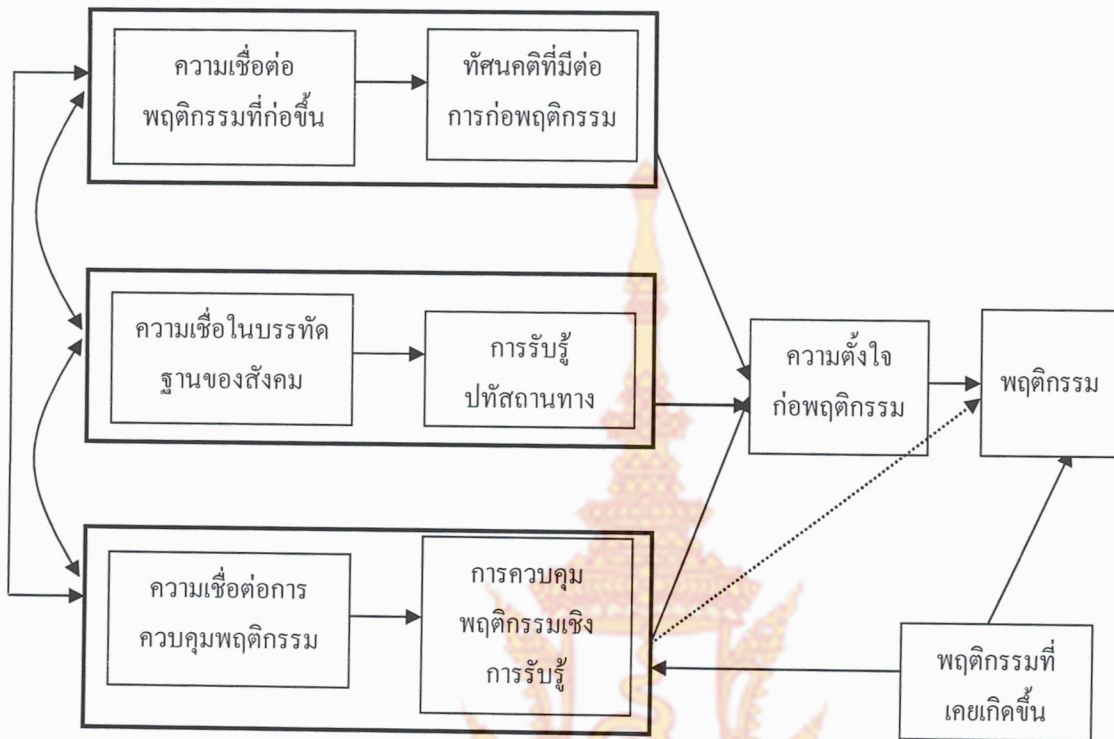 ความเชื่อต่อ
พฤติกรรมที่ก่อขึ้น
ทัศนคติที่มีต่อ
การก่อพฤติกรรม
ความเชื่อในบรรทัด
ฐานของสังคม
การรับรู้
ปทัสถานทาง
ความตั้งใจ
ก่อพฤติกรรม
พฤติกรรม
ความเชื่อต่อการ
ควบคุมพฤติกรรม
การควบคุม
พฤติกรรมเชิง
การรับรู้
พฤติกรรมที่
เคยเกิดขึ้น